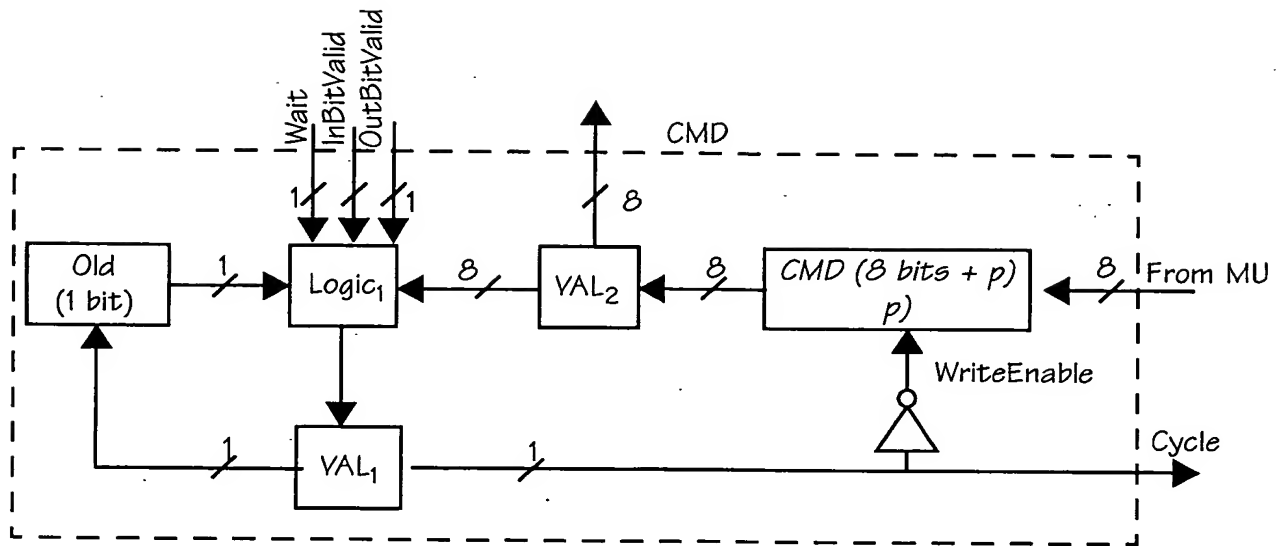 Wait
InBitValid
OutBitValid
CMD
1
1
8
Old
(1 bit)
1
Logic₁
8
VAL₂
8
CMD (8 bits + p)
p)
8
From MU
WriteEnable
1
VAL₁
1
Cycle